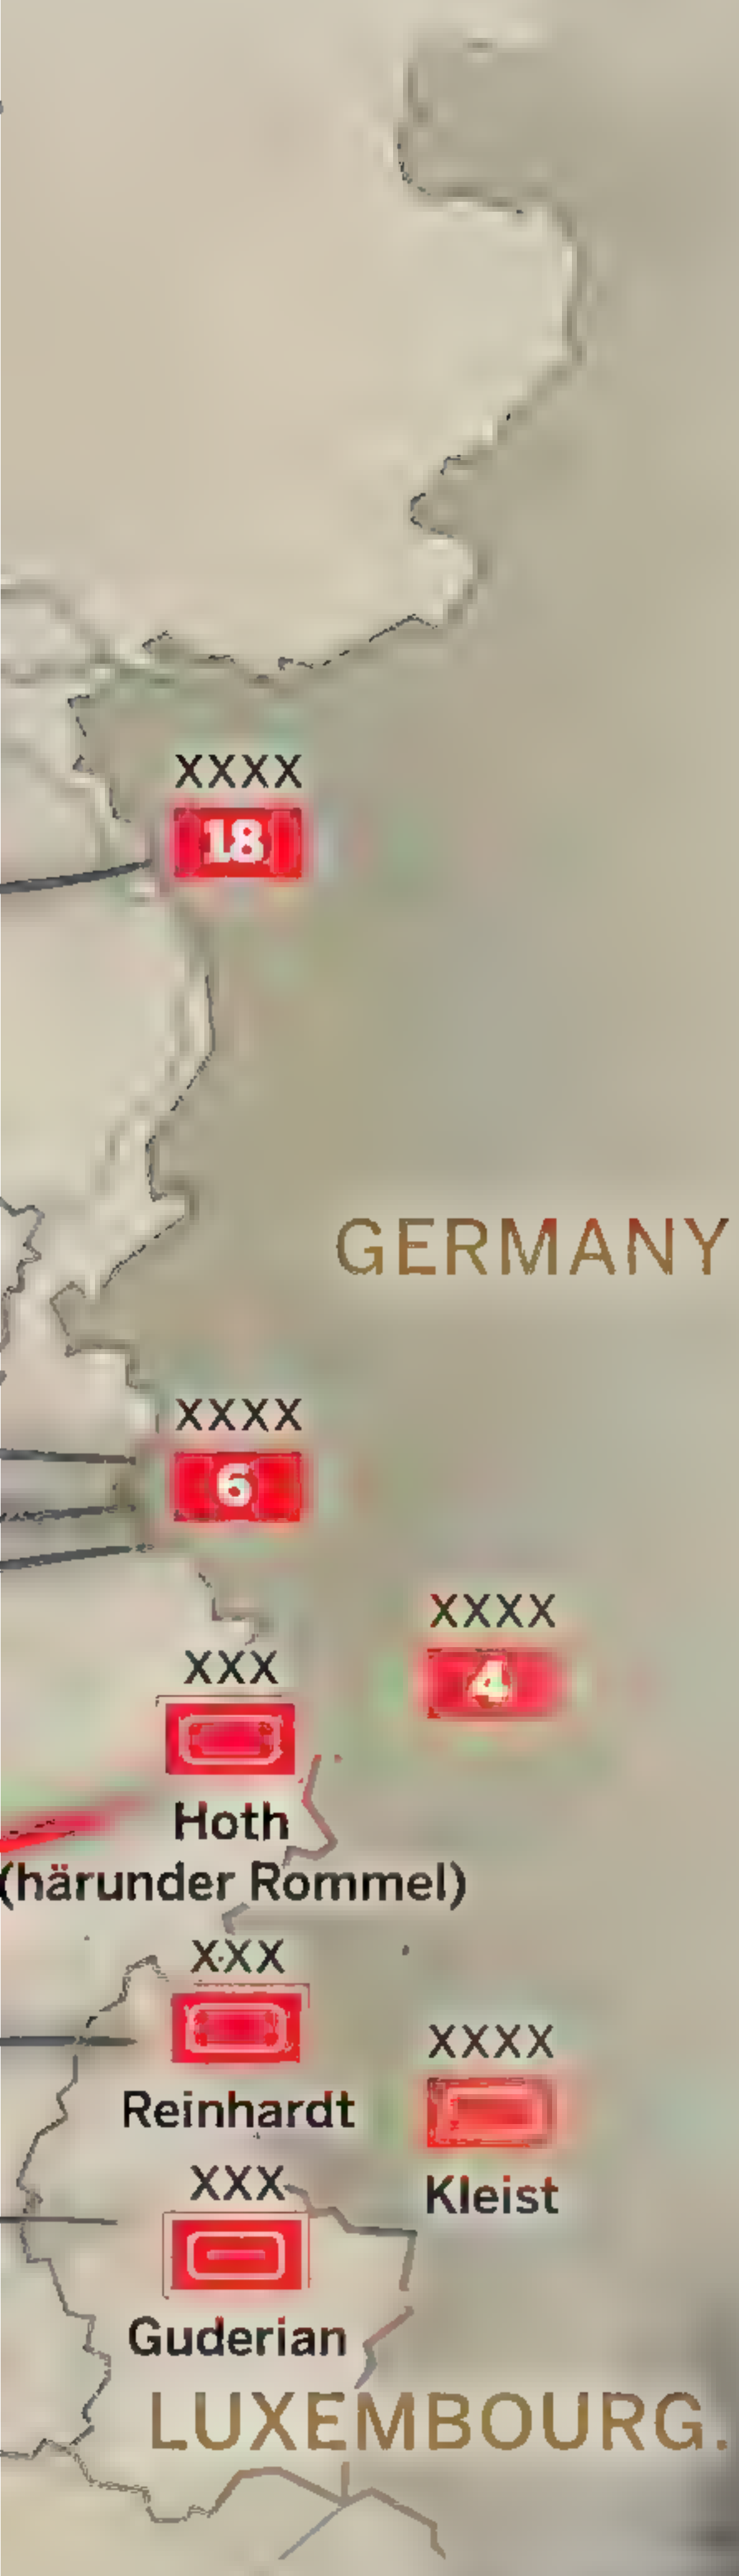 XXXX
18
GERMANY
XXXX
6
XXXX
4
XXX
Hoth
(härunder Rommel)
XXX
Reinhardt
XXXX
Kleist
XXX
Guderian
LUXEMBOURG.